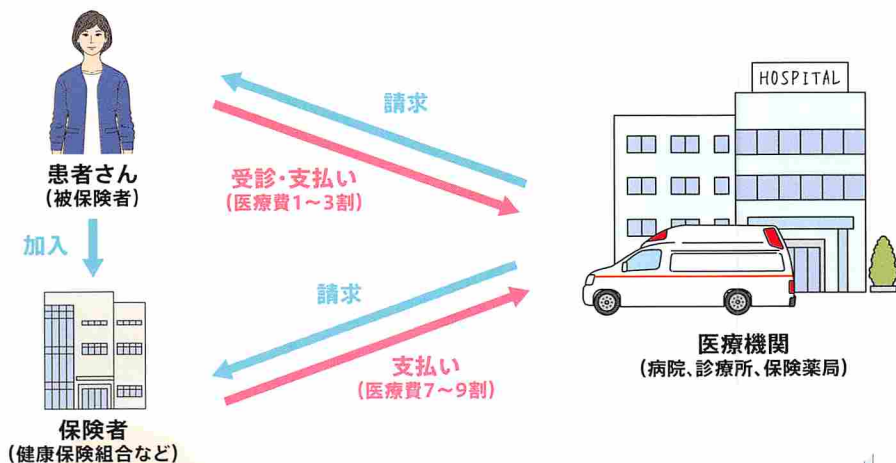 HOSPITAL
請求
患者さん
(被保険者)
受診・支払い
(医療費1〜3割)
加入
請求
医療機関
(病院、診療所、保険薬局)
支払い
(医療費7〜9割)
保険者
(健康保険組合など)